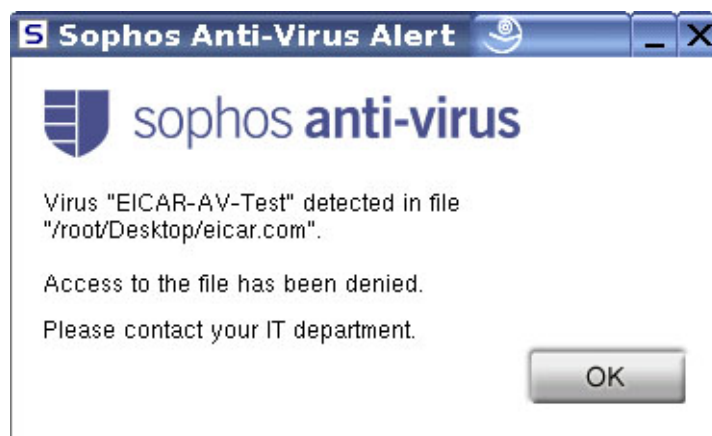 S Sophos Anti-Virus Alert
sophos anti-virus
Virus "EICAR-AV-Test" detected in file
"/root/Desktop/eicar.com".
Access to the file has been denied.
Please contact your IT department.
OK